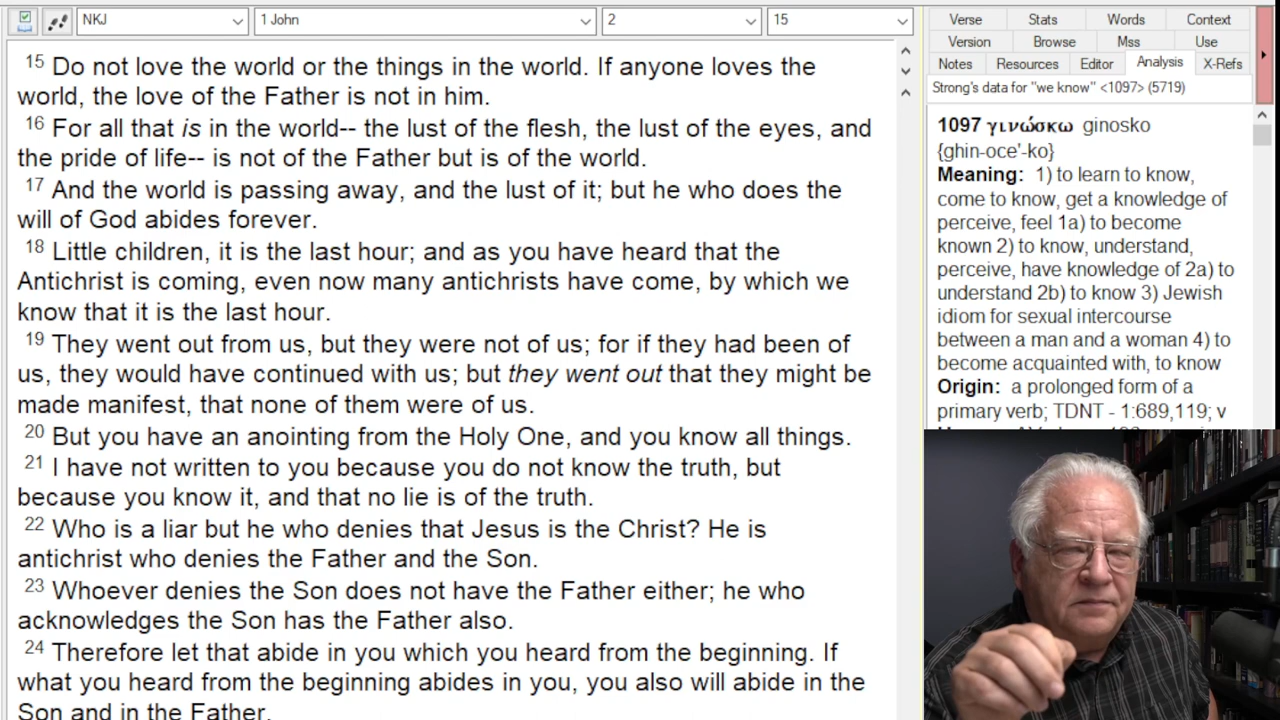 NKJ
1 John
2
15
15 Do not love the world or the things in the world. If anyone loves the
world, the love of the Father is not in him.
16 For all that is in the world-- the lust of the flesh, the lust of the eyes, and
the pride of life-- is not of the Father but is of the world.
17 And the world is passing away, and the lust of it; but he who does the
will of God abides forever.
18 Little children, it is the last hour; and as you have heard that the
Antichrist is coming, even now many antichrists have come, by which we
know that it is the last hour.
19 They went out from us, but they were not of us; for if they had been of
us, they would have continued with us; but they went out that they might be
made manifest, that none of them were of us.
20 But you have an anointing from the Holy One, and you know all things.
21 I have not written to you because you do not know the truth, but
because you know it, and that no lie is of the truth.
22 Who is a liar but he who denies that Jesus is the Christ? He is
antichrist who denies the Father and the Son.
23 Whoever denies the Son does not have the Father either; he who
acknowledges the Son has the Father also.
24 Therefore let that abide in you which you heard from the beginning. If
what you heard from the beginning abides in you, you also will abide in the
Son and in the Father.
Verse Stats Words Context
Version Browse Mss Use
Notes Resources Editor Analysis X-Refs
Strong's data for "we know" <1097> (5719)
1097 γινώσκω ginosko
{ghin-oce'-ko}
Meaning: 1) to learn to know,
come to know, get a knowledge of
perceive, feel 1a) to become
known 2) to know, understand,
perceive, have knowledge of 2a) to
understand 2b) to know 3) Jewish
idiom for sexual intercourse
between a man and a woman 4) to
become acquainted with, to know
Origin: a prolonged form of a
primary verb; TDNT - 1:689,119; v